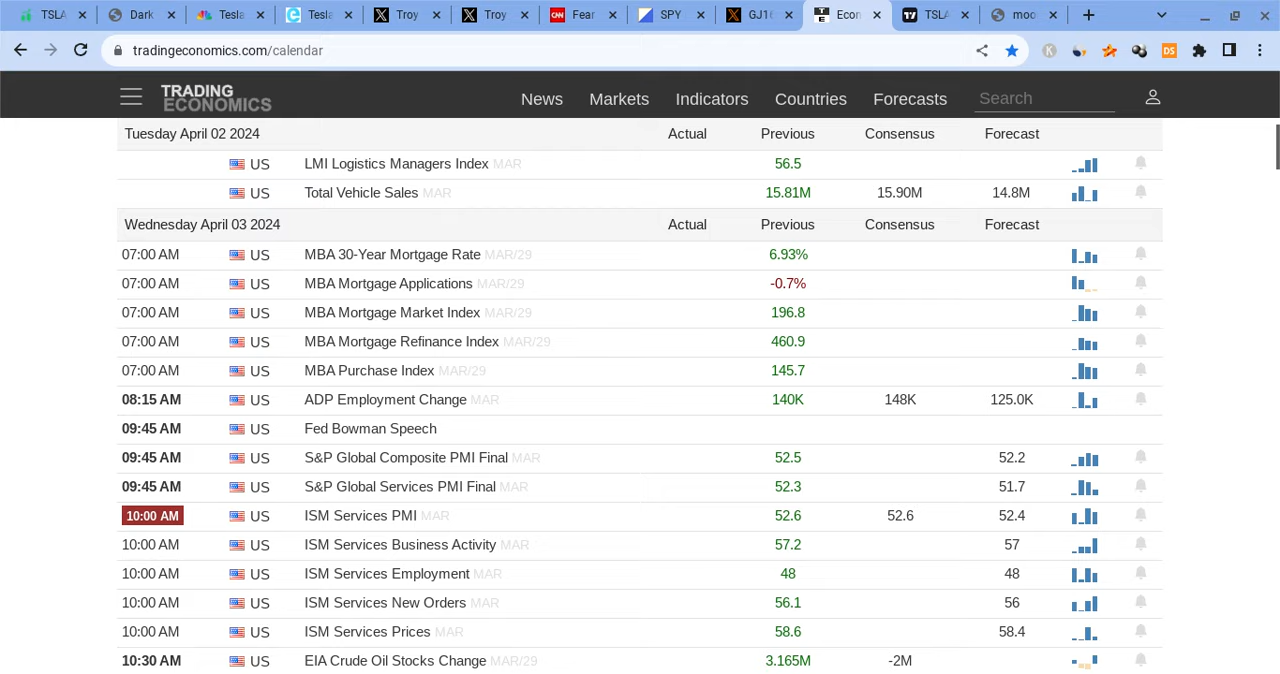 TSLA
Dark
Tesla
Tesla
Troy
Troy
Fear
SPY
GJ16
Econ
TSLA
moo
tradingeconomics.com/calendar
TRADING ECONOMICS
News Markets Indicators Countries Forecasts Search
Tuesday April 02 2024 Actual Previous Consensus Forecast
US LMI Logistics Managers Index MAR 56.5
US Total Vehicle Sales MAR 15.81M 15.90M 14.8M
Wednesday April 03 2024 Actual Previous Consensus Forecast
07:00 AM US MBA 30-Year Mortgage Rate MAR/29 6.93%
07:00 AM US MBA Mortgage Applications MAR/29 -0.7%
07:00 AM US MBA Mortgage Market Index MAR/29 196.8
07:00 AM US MBA Mortgage Refinance Index MAR/29 460.9
07:00 AM US MBA Purchase Index MAR/29 145.7
08:15 AM US ADP Employment Change MAR 140K 148K 125.0K
09:45 AM US Fed Bowman Speech
09:45 AM US S&P Global Composite PMI Final MAR 52.5 52.2
09:45 AM US S&P Global Services PMI Final MAR 52.3 51.7
10:00 AM US ISM Services PMI MAR 52.6 52.6 52.4
10:00 AM US ISM Services Business Activity MAR 57.2 57
10:00 AM US ISM Services Employment MAR 48 48
10:00 AM US ISM Services New Orders MAR 56.1 56
10:00 AM US ISM Services Prices MAR 58.6 58.4
10:30 AM US EIA Crude Oil Stocks Change MAR/29 3.165M -2M